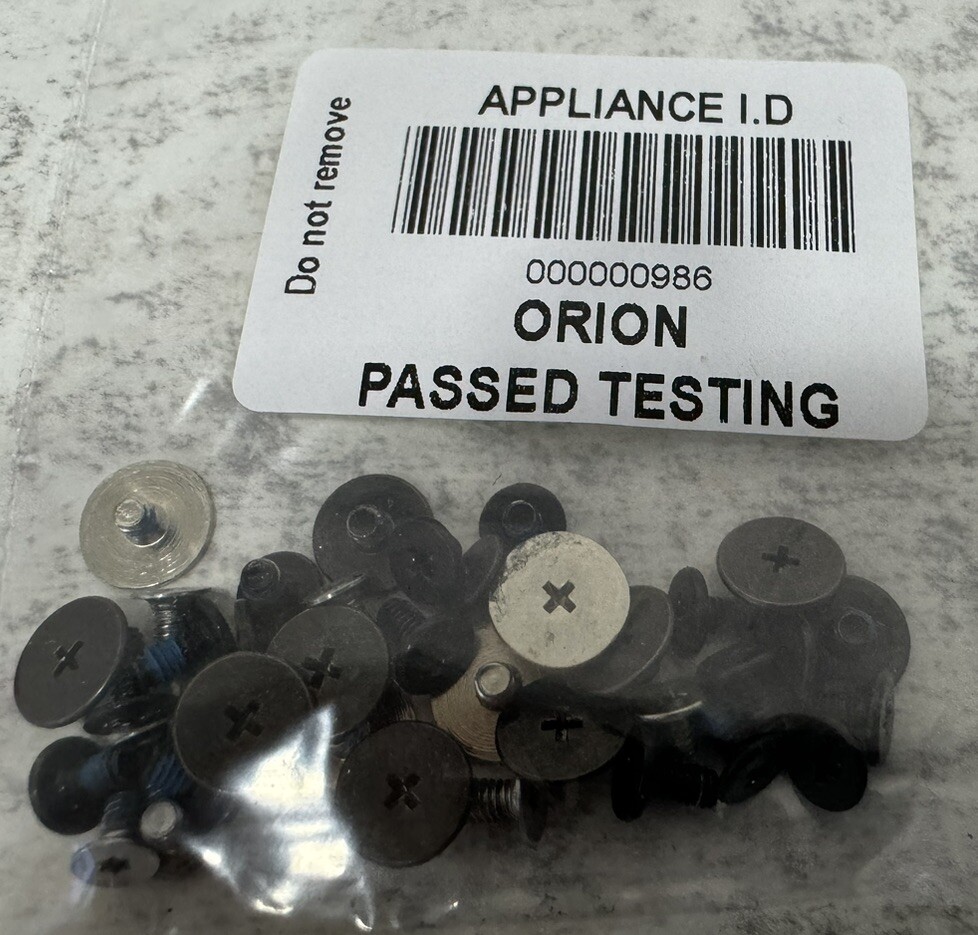 Do not remove
APPLIANCE I.D
000000986
ORION
PASSED TESTING